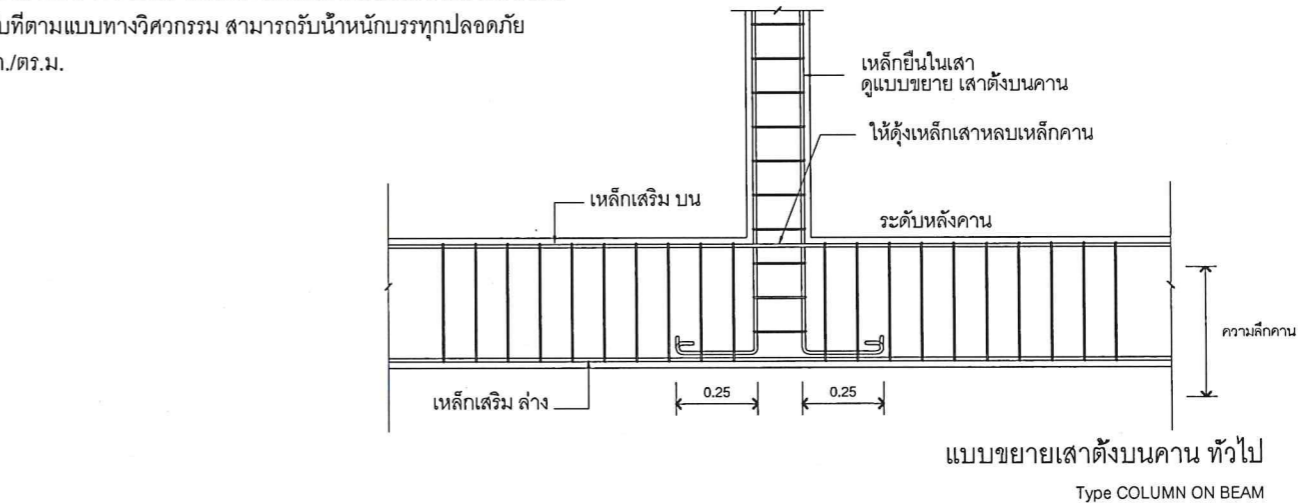 บที่ตามแบบทางวิศวกรรม สามารถรับน้ำหนักบรรทุกปลอดภัย
./ตร.ม.
เหล็กยืนในเสา
ดูแบบขยาย เสาตั้งบนคาน
ให้ดุ้งเหล็กเสาหลบเหล็กคาน
เหล็กเสริม บน
ระดับหลังคาน
ความลึกคาน
0.25
0.25
เหล็กเสริม ล่าง
แบบขยายเสาตั้งบนคาน ทั่วไป
Type COLUMN ON BEAM